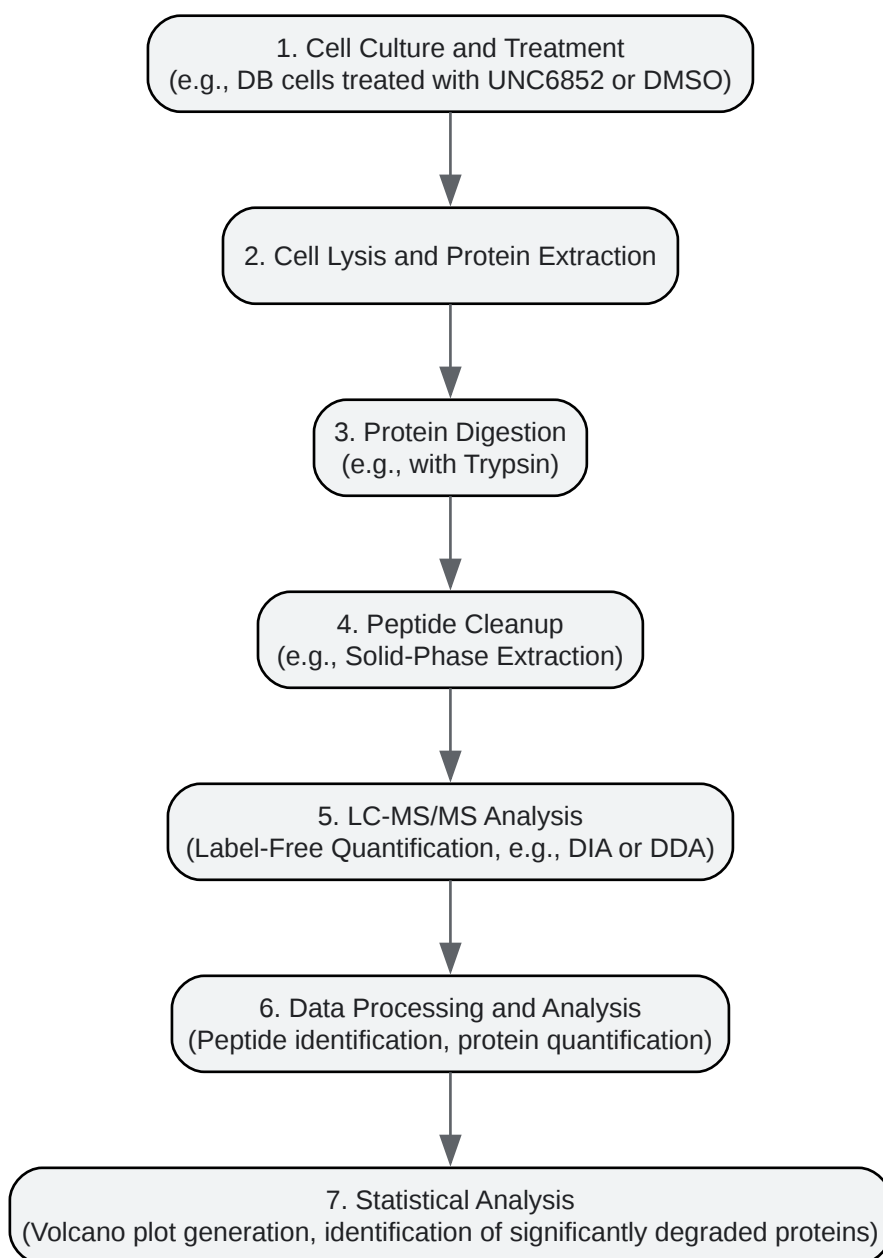 1. Cell Culture and Treatment
(e.g., DB cells treated with UNC6852 or DMSO)
2. Cell Lysis and Protein Extraction
3. Protein Digestion
(e.g., with Trypsin)
4. Peptide Cleanup
(e.g., Solid-Phase Extraction)
5. LC-MS/MS Analysis
(Label-Free Quantification, e.g., DIA or DDA)
6. Data Processing and Analysis
(Peptide identification, protein quantification)
7. Statistical Analysis
(Volcano plot generation, identification of significantly degraded proteins)